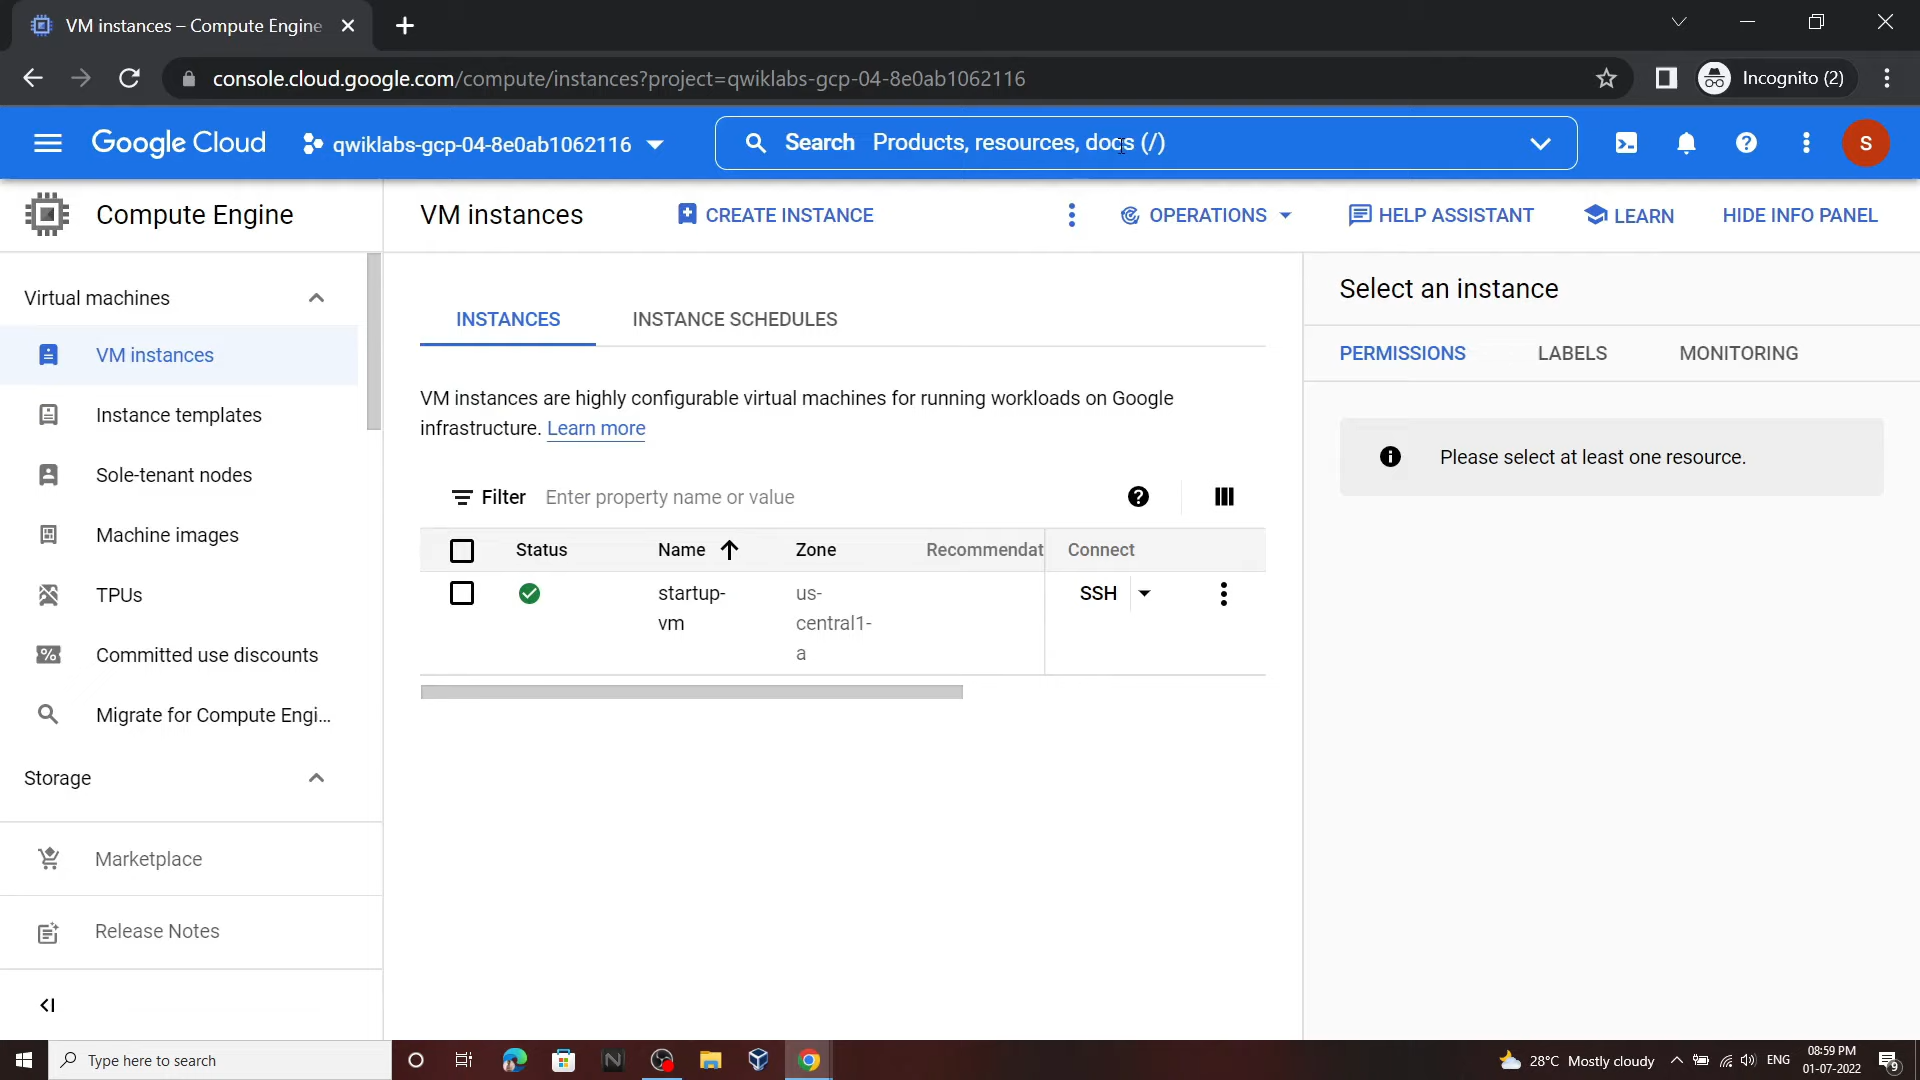 VM instances – Compute Engine
console.cloud.google.com/compute/instances?project=qwiklabs-gcp-04-8e0ab1062116
Incognito (2)
Google Cloud
qwiklabs-gcp-04-8e0ab1062116
Search Products, resources, docs (/)
S
Compute Engine
VM instances
CREATE INSTANCE
OPERATIONS
HELP ASSISTANT
LEARN
HIDE INFO PANEL
Virtual machines
VM instances
Instance templates
Sole-tenant nodes
Machine images
TPUs
Committed use discounts
Migrate for Compute Engi...
Storage
Marketplace
Release Notes
INSTANCES
INSTANCE SCHEDULES
VM instances are highly configurable virtual machines for running workloads on Google
infrastructure. Learn more
Filter Enter property name or value
Status Name Zone Recommendat Connect
startup-
vm
us-
central1-
a
SSH
Select an instance
PERMISSIONS
LABELS
MONITORING
Please select at least one resource.
Type here to search
28°C Mostly cloudy
ENG
08:59 PM
01-07-2022
9